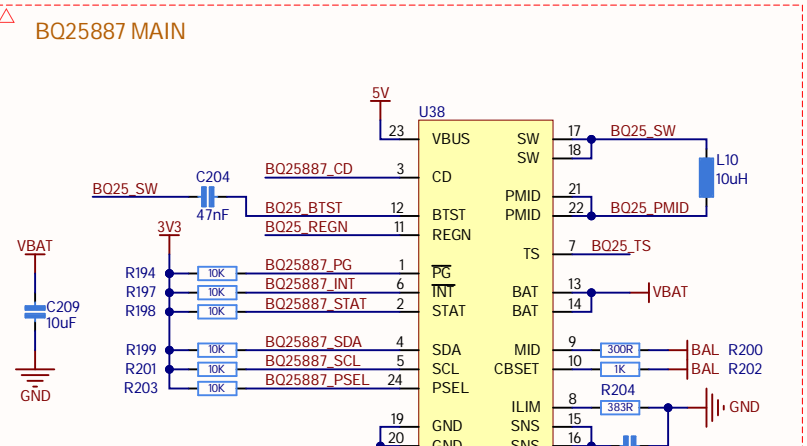 BQ25887 MAIN
5V
U38
23 VBUS SW 17 BQ25_SW
SW 18
L10
10uH
BQ25887_CD 3 CD
C204
BQ25_SW
47nF
PMID 21
BQ25_BTST 12 BTST PMID 22 BQ25_PMID
BQ25_REGN 11 REGN
3V3
TS 7 BQ25_TS
VBAT
R194 10K BQ25887_PG 1 PG
R197 10K BQ25887_INT 6 INT BAT 13 VBAT
R198 10K BQ25887_STAT 2 STAT BAT 14
C209
10uF
R199 10K BQ25887_SDA 4 SDA MID 9 300R BAL R200
R201 10K BQ25887_SCL 5 SCL CBSET 10 1K BAL R202
R203 10K BQ25887_PSEL 24 PSEL
R204
GND
ILIM 8 383R GND
19 GND SNS 15
20 GND SNS 16